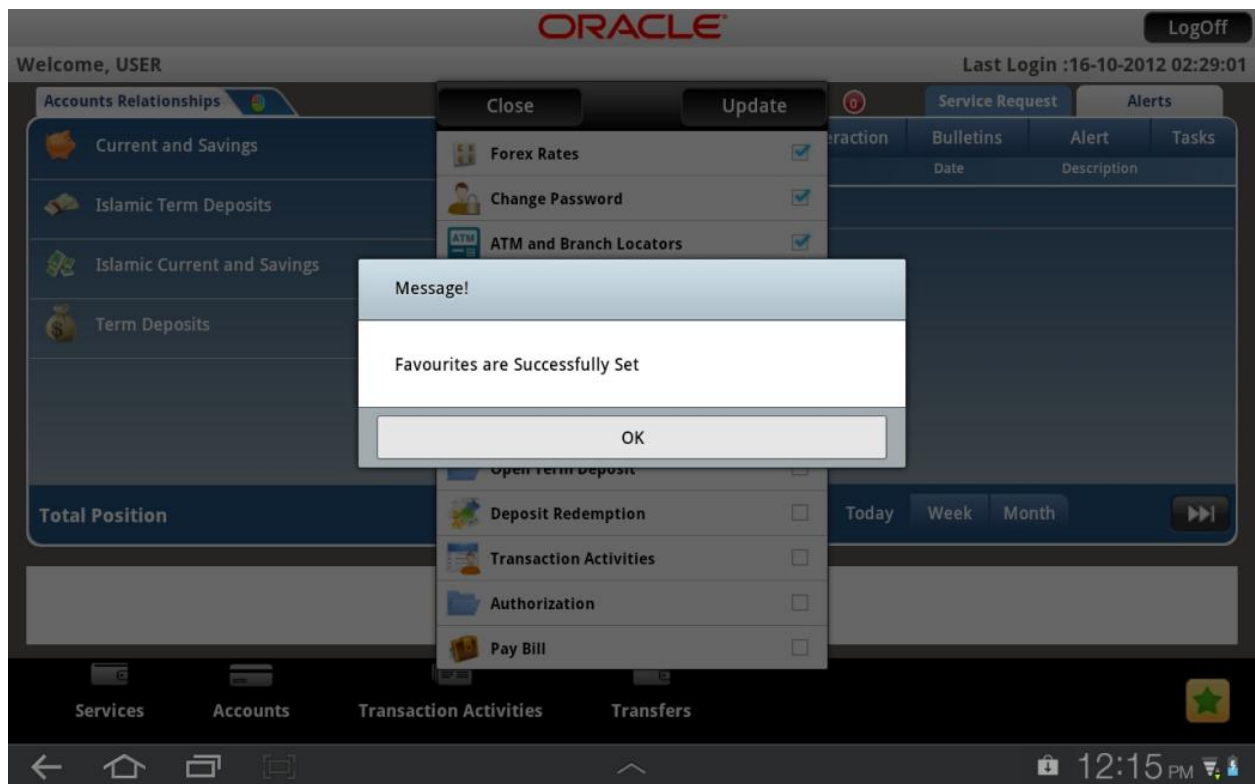 ORACLE
LogOff
Welcome, USER
Last Login :16-10-2012 02:29:01
Accounts Relationships
Close
Update
0
Service Request
Alerts
Current and Savings
Forex Rates
eraction
Bulletins
Alert
Tasks
Date
Description
Islamic Term Deposits
Change Password
ATM
ATM and Branch Locators
Islamic Current and Savings
Message!
Term Deposits
Favourites are Successfully Set
OK
Open Term Deposit
Total Position
Deposit Redemption
Today
Week
Month
Transaction Activities
Authorization
Pay Bill
Services
Accounts
Transaction Activities
Transfers
12:15 PM